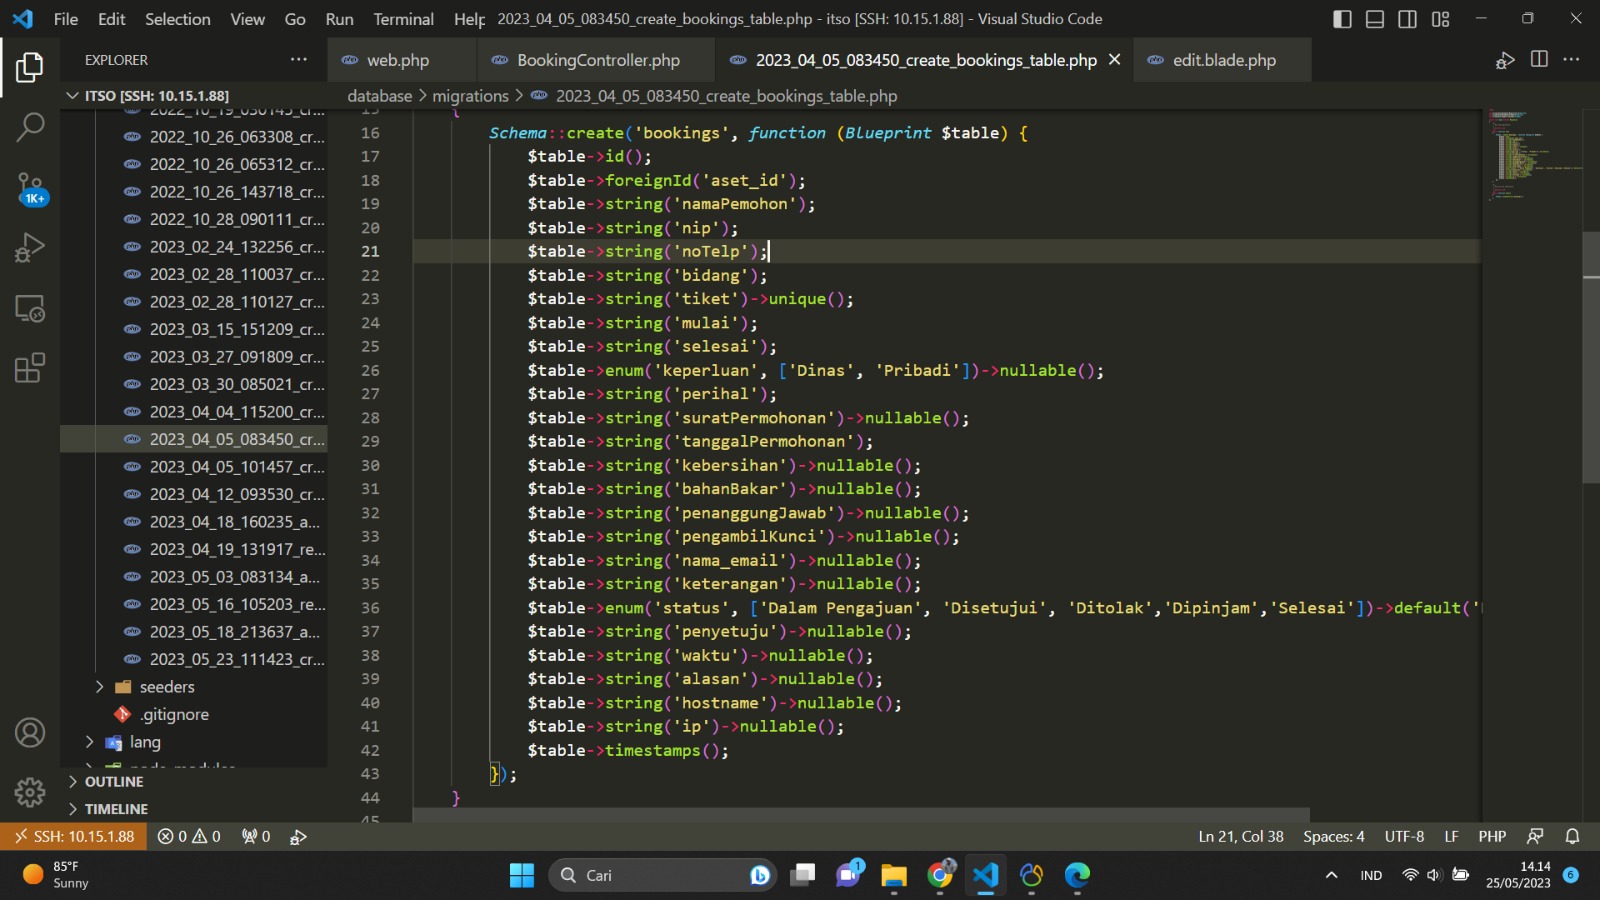 File Edit Selection View Go Run Terminal Help 2023_04_05_083450_create_bookings_table.php - itso [SSH: 10.15.1.88] - Visual Studio Code
EXPLORER ···
web.php BookingController.php 2023_04_05_083450_create_bookings_table.php edit.blade.php
ITSO [SSH: 10.15.1.88]
database > migrations > 2023_04_05_083450_create_bookings_table.php
2022_10_26_063308_cr...
2022_10_26_065312_cr...
2022_10_26_143718_cr...
2022_10_28_090111_cr...
2023_02_24_132256_cr...
2023_02_28_110037_cr...
2023_02_28_110127_cr...
2023_03_15_151209_cr...
2023_03_27_091809_cr...
2023_03_30_085021_cr...
2023_04_04_115200_cr...
2023_04_05_083450_cr...
2023_04_05_101457_cr...
2023_04_12_093530_cr...
2023_04_18_160235_a...
2023_04_19_131917_re...
2023_05_03_083134_a...
2023_05_16_105203_re...
2023_05_18_213637_a...
2023_05_23_111423_cr...
seeders
.gitignore
lang
OUTLINE
TIMELINE
1K+
15 {
16 Schema::create('bookings', function (Blueprint $table) {
17 $table->id();
18 $table->foreignId('aset_id');
19 $table->string('namaPemohon');
20 $table->string('nip');
21 $table->string('noTelp');
22 $table->string('bidang');
23 $table->string('tiket')->unique();
24 $table->string('mulai');
25 $table->string('selesai');
26 $table->enum('keperluan', ['Dinas', 'Pribadi'])->nullable();
27 $table->string('perihal');
28 $table->string('suratPermohonan')->nullable();
29 $table->string('tanggalPermohonan');
30 $table->string('kebersihan')->nullable();
31 $table->string('bahanBakar')->nullable();
32 $table->string('penanggungJawab')->nullable();
33 $table->string('pengambilKunci')->nullable();
34 $table->string('nama_email')->nullable();
35 $table->string('keterangan')->nullable();
36 $table->enum('status', ['Dalam Pengajuan', 'Disetujui', 'Ditolak','Dipinjam','Selesai'])->default('
37 $table->string('penyetuju')->nullable();
38 $table->string('waktu')->nullable();
39 $table->string('alasan')->nullable();
40 $table->string('hostname')->nullable();
41 $table->string('ip')->nullable();
42 $table->timestamps();
43 });
44 }
45
SSH: 10.15.1.88 0 0 0 Ln 21, Col 38 Spaces: 4 UTF-8 LF PHP
85°F
Sunny
Cari
1
IND
14.14
25/05/2023
6